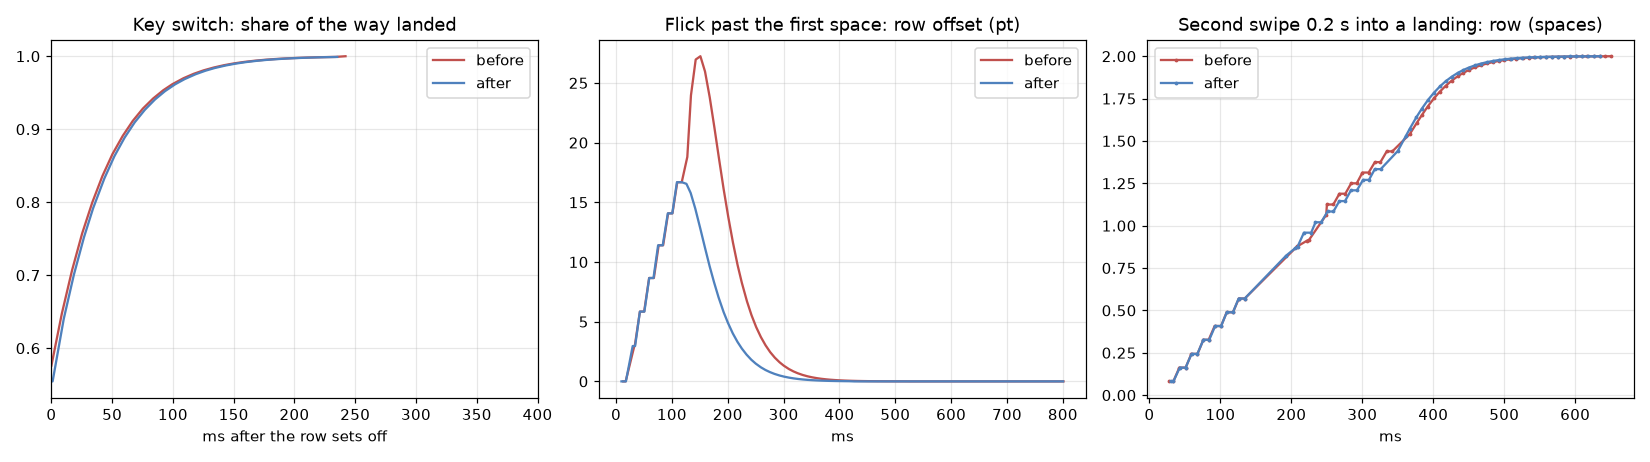 Key switch: share of the way landed
1.0
0.9
0.8
0.7
0.6
before
after
0 50 100 150 200 250 300 350 400
ms after the row sets off
Flick past the first space: row offset (pt)
25
20
15
10
5
0
before
after
0 100 200 300 400 500 600 700 800
ms
Second swipe 0.2 s into a landing: row (spaces)
2.00
1.75
1.50
1.25
1.00
0.75
0.50
0.25
0.00
before
after
0 100 200 300 400 500 600
ms